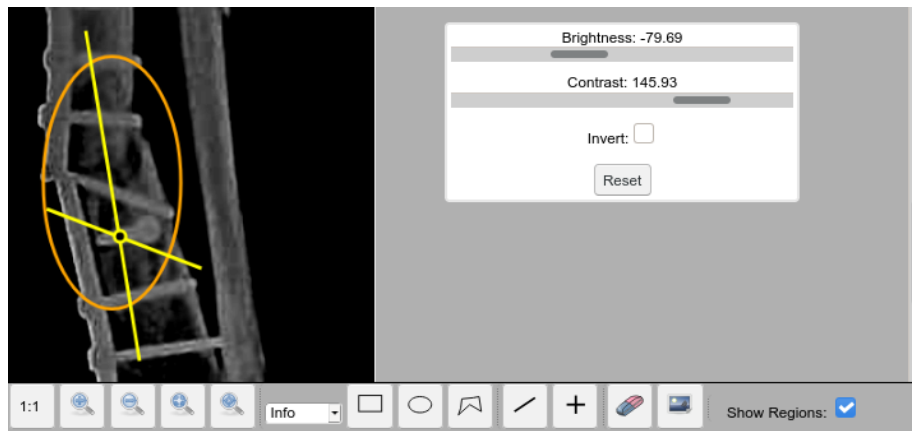 Brightness: -79.69
Contrast: 145.93
Invert:
Reset
1:1
Info
Show Regions: